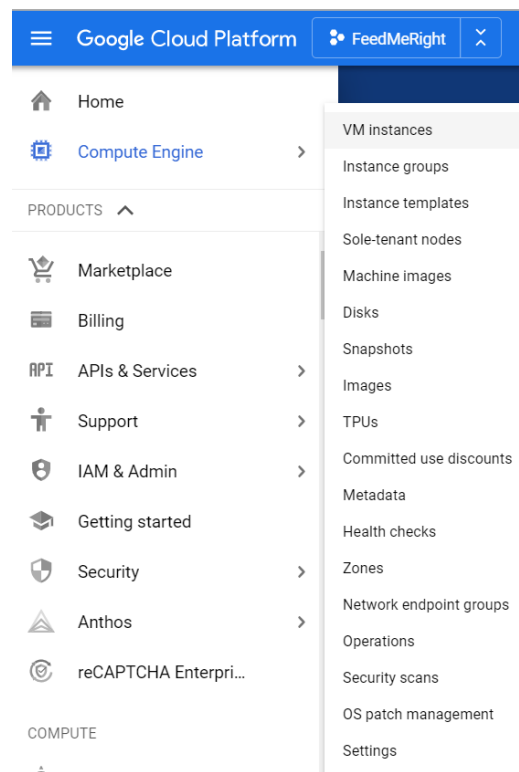 Google Cloud Platform
FeedMeRight
Home
Compute Engine
PRODUCTS
Marketplace
Billing
API APIs & Services
Support
IAM & Admin
Getting started
Security
Anthos
reCAPTCHA Enterpri...
COMPUTE
VM instances
Instance groups
Instance templates
Sole-tenant nodes
Machine images
Disks
Snapshots
Images
TPUs
Committed use discounts
Metadata
Health checks
Zones
Network endpoint groups
Operations
Security scans
OS patch management
Settings